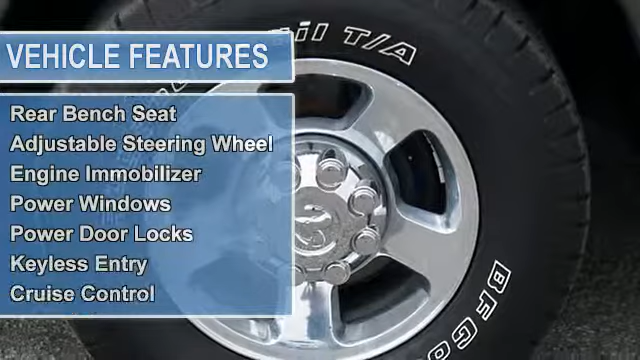 VEHICLE FEATURES
Rear Bench Seat
Adjustable Steering Wheel
Engine Immobilizer
Power Windows
Power Door Locks
Keyless Entry
Cruise Control
T/A